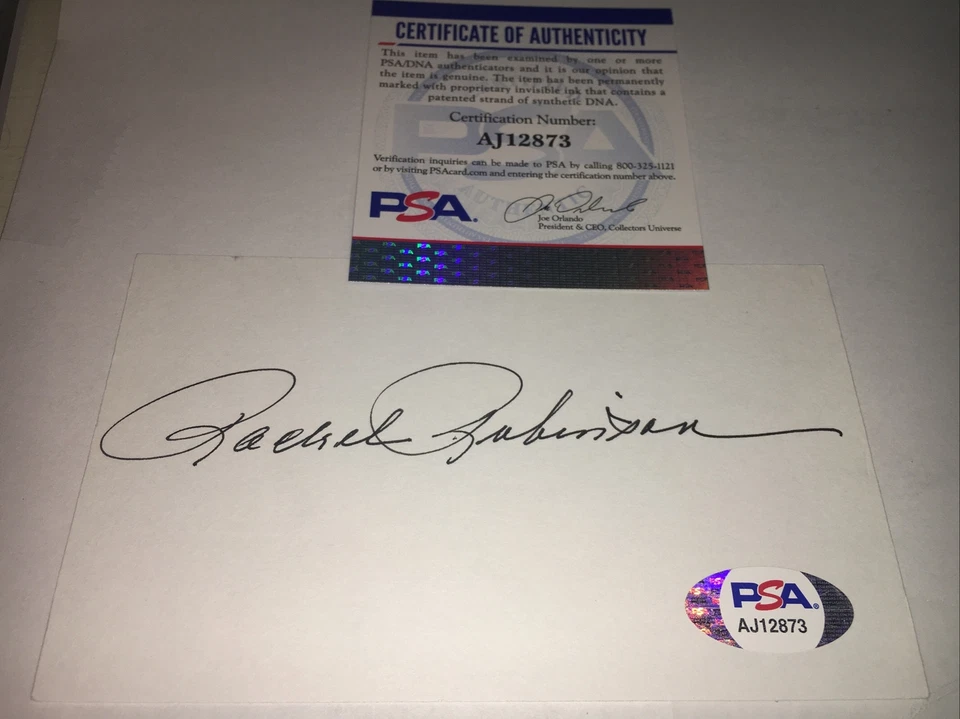 CERTIFICATE OF AUTHENTICITY
This item has been examined by one or more
PSA/DNA authenticators and it is our opinion that
the item is genuine. The item has been permanently
marked with proprietary invisible ink that contains a
patented strand of synthetic DNA.
Certification Number:
AJ12873
Verification inquiries can be made to PSA by calling 800-325-1121
or by visiting PSAcard.com and entering the certification number above.
PSA.
Joe Orlando
President & CEO, Collectors Universe
Rachel Robinson
PSA®
AJ12873